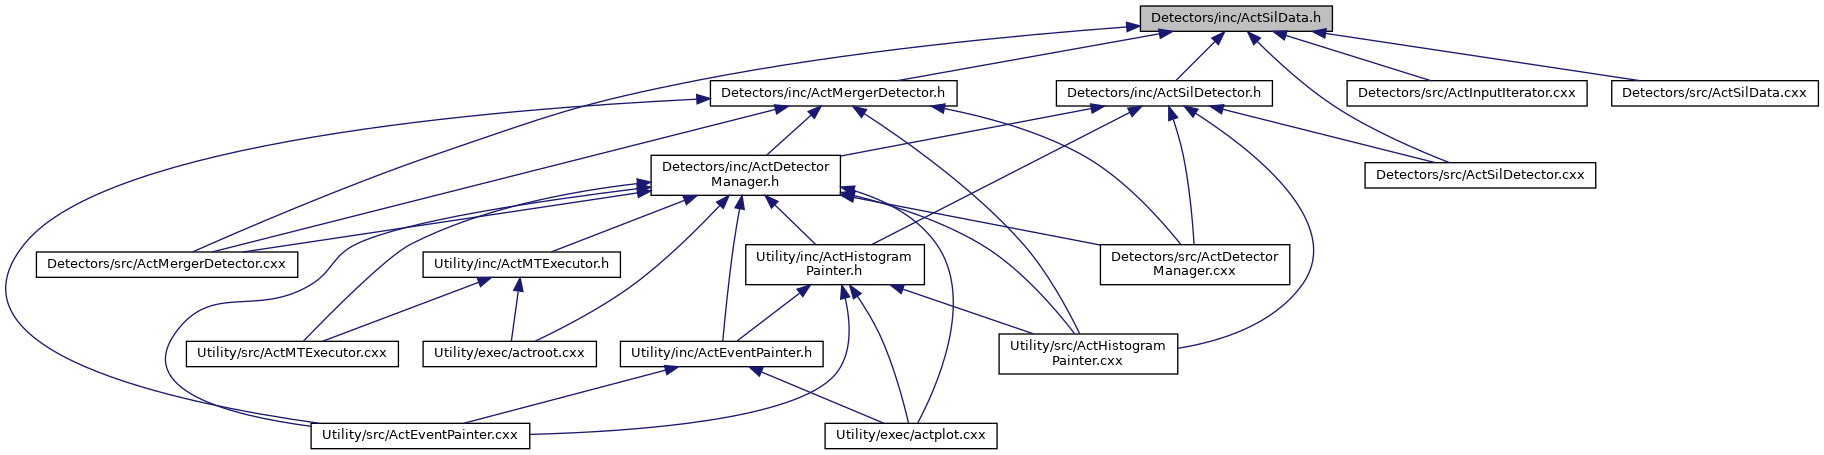 Detectors/inc/ActSilData.h
Detectors/inc/ActMergerDetector.h
Detectors/inc/ActSilDetector.h
Detectors/src/ActInputIterator.cxx
Detectors/src/ActSilData.cxx
Detectors/inc/ActDetector
Manager.h
Detectors/src/ActSilDetector.cxx
Detectors/src/ActMergerDetector.cxx
Utility/inc/ActMTExecutor.h
Utility/inc/ActHistogram
Painter.h
Detectors/src/ActDetector
Manager.cxx
Utility/src/ActMTExecutor.cxx
Utility/exec/actroot.cxx
Utility/inc/ActEventPainter.h
Utility/src/ActHistogram
Painter.cxx
Utility/src/ActEventPainter.cxx
Utility/exec/actplot.cxx